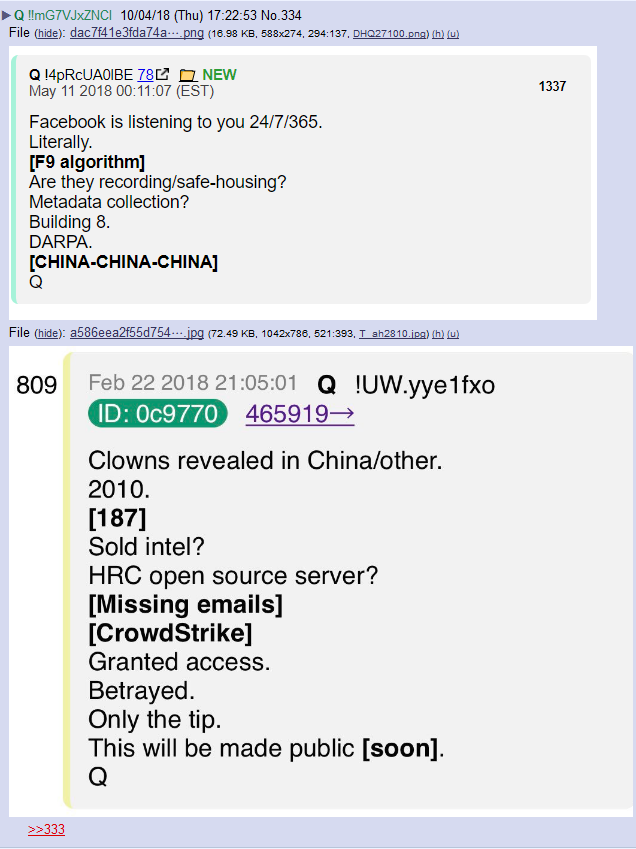 ▶ Q !!mG7VJxZNCI 10/04/18 (Thu) 17:22:53 No.334
File (hide): dac7f41e3fda74a⋯.png (16.98 KB, 588x274, 294:137, DHQ27100.png) (h) (u)
Q !4pRcUA0lBE 78 NEW
1337
May 11 2018 00:11:07 (EST)
Facebook is listening to you 24/7/365.
Literally.
[F9 algorithm]
Are they recording/safe-housing?
Metadata collection?
Building 8.
DARPA.
[CHINA-CHINA-CHINA]
Q
File (hide): a586eea2f55d754⋯.jpg (72.49 KB, 1042x786, 521:393, T_ah2810.jpg) (h) (u)
809 Feb 22 2018 21:05:01 Q !UW.yye1fxo
ID: 0c9770 465919→
Clowns revealed in China/other.
2010.
[187]
Sold intel?
HRC open source server?
[Missing emails]
[CrowdStrike]
Granted access.
Betrayed.
Only the tip.
This will be made public [soon].
Q
>>333